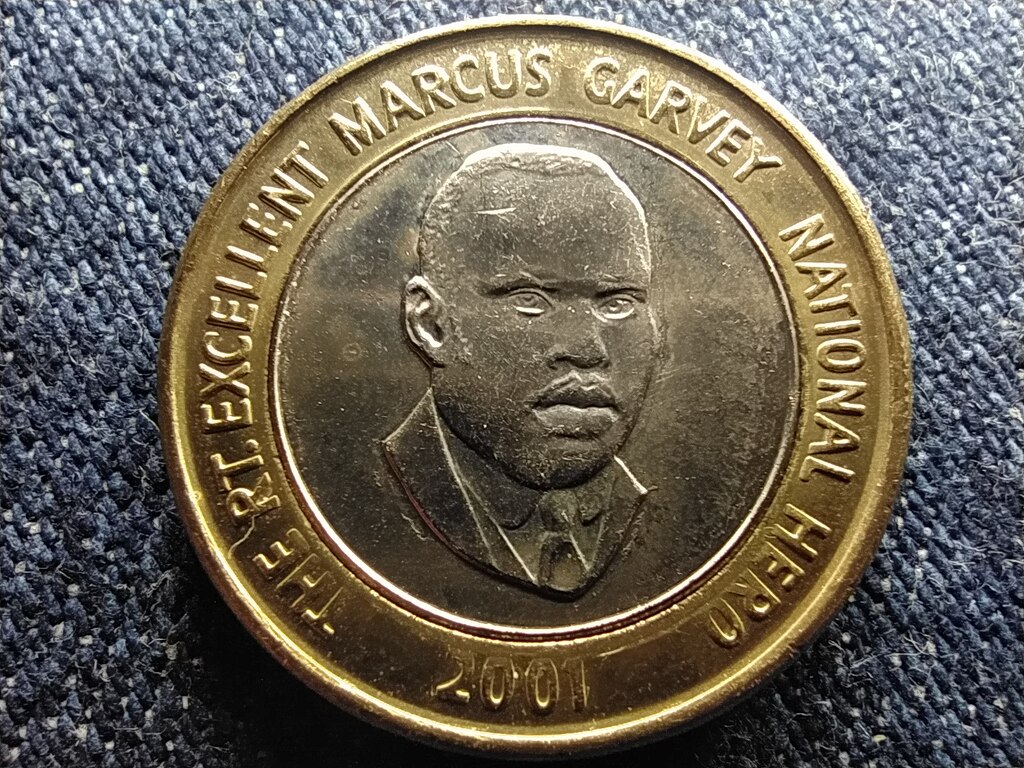 THE RT. EXCELLENT MARCUS GARVEY NATIONAL HERO
2001